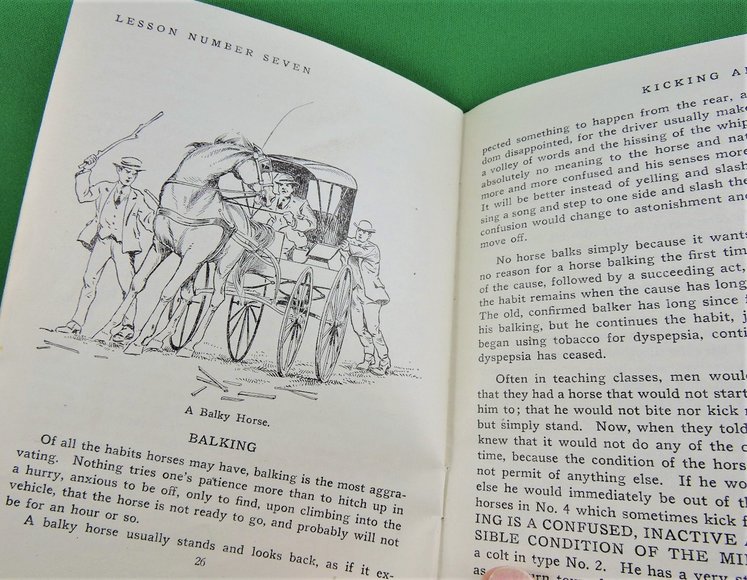 LESSON NUMBER SEVEN
A Balky Horse.
BALKING
Of all the habits horses may have, balking is the most aggra-
vating. Nothing tries one's patience more than to hitch up in
a hurry, anxious to be off, only to find, upon climbing into the
vehicle, that the horse is not ready to go, and probably will not
be for an hour or so.
A balky horse usually stands and looks back, as if it ex-
26
KICKING
pected something to happen from the rear, a
dom disappointed, for the driver usually make
a volley of words and the hissing of the whip
absolutely no meaning to the horse and nat
more and more confused and his senses more
It will be better instead of yelling and slash
sing a song and step to one side and slash the
confusion would change to astonishment and
move off.
No horse balks simply because it wants
no reason for a horse balking the first time
of the cause, followed by a succeeding act,
the habit remains when the cause has long
The old, confirmed balker has long since
his balking, but he continues the habit, j
began using tobacco for dyspepsia, conti
dyspepsia has ceased.
Often in teaching classes, men woul
that they had a horse that would not start
him to; that he would not bite nor kick
but simply stand. Now, when they told
knew that it would not do any of the
time, because the condition of the hors
not permit of anything else. If he wo
else he would immediately be out of th
horses in No. 4 which sometimes kick f
ING IS A CONFUSED, INACTIVE A
SIBLE CONDITION OF THE MI
a colt in type No. 2. He has a very
as